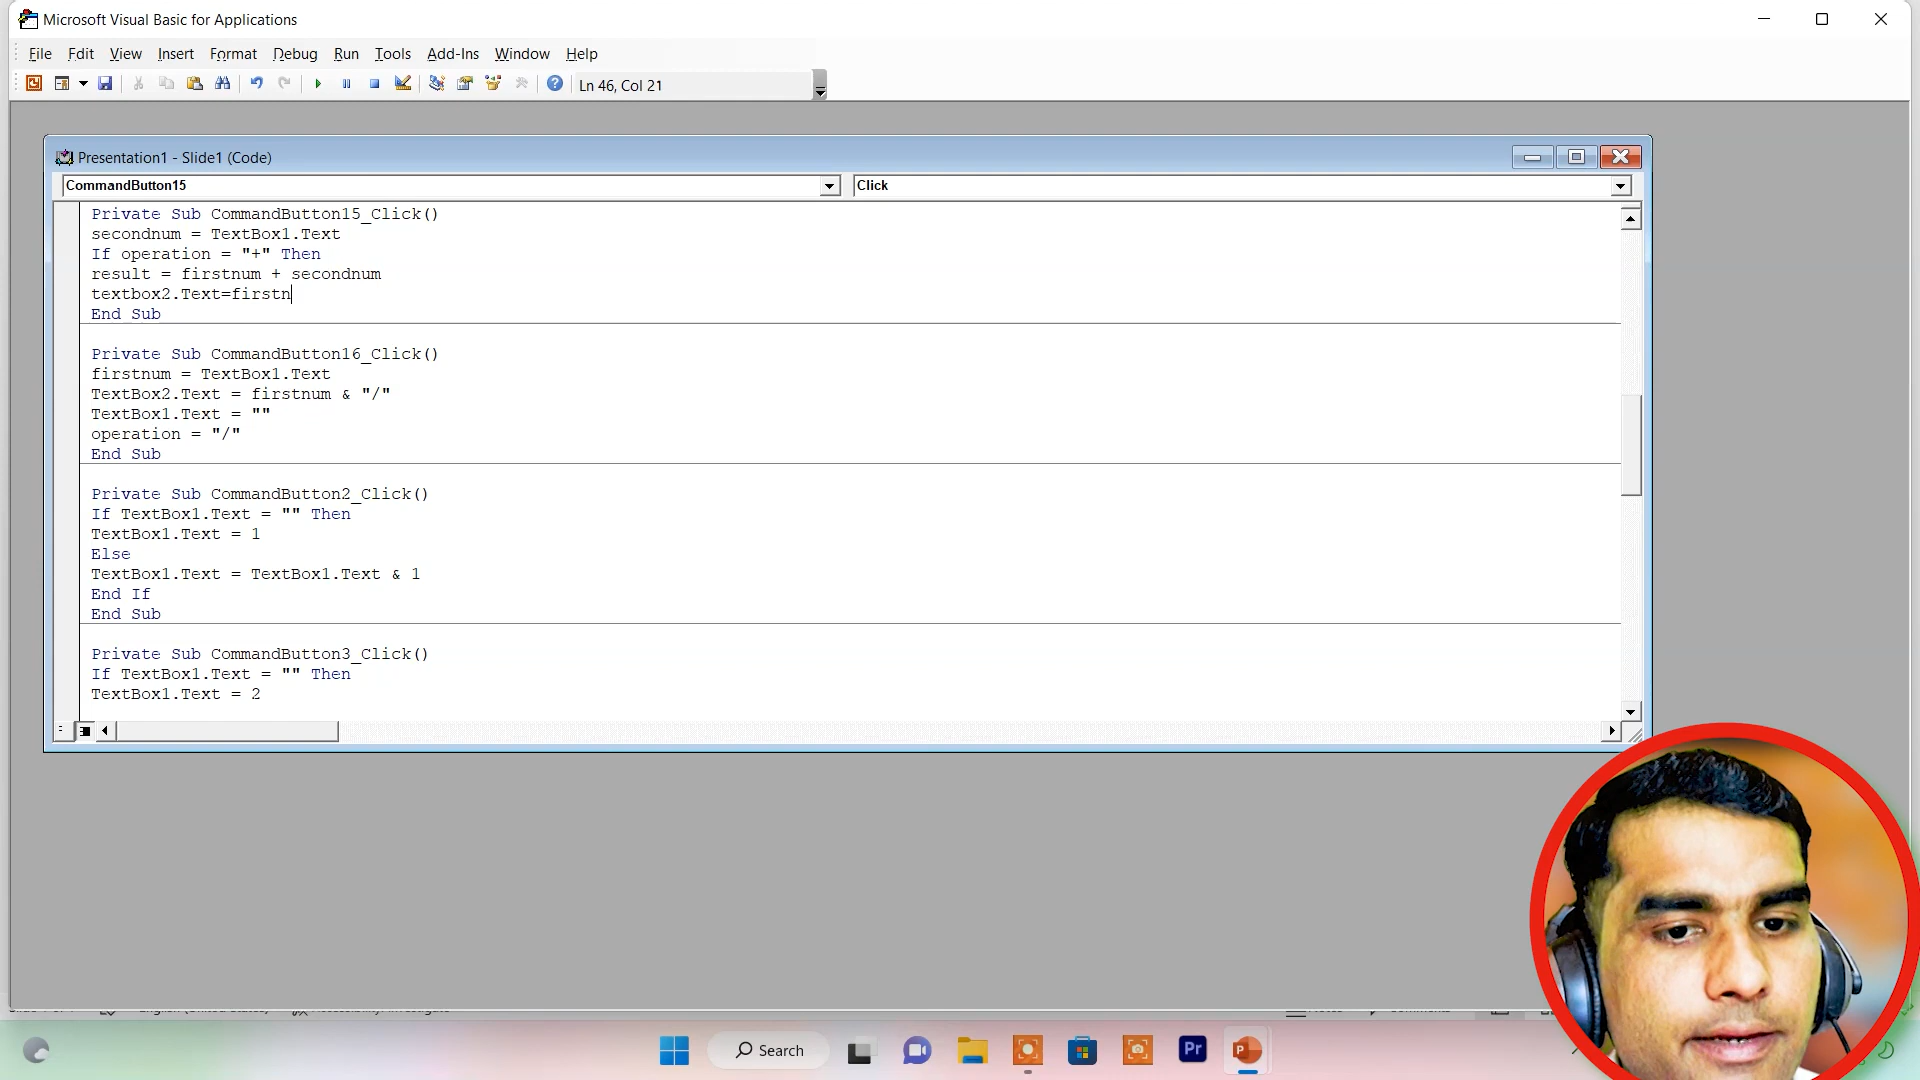 Microsoft Visual Basic for Applications
File Edit View Insert Format Debug Run Tools Add-Ins Window Help
Ln 46, Col 21
Presentation1 - Slide1 (Code)
CommandButton15
Click
Private Sub CommandButton15_Click()
secondnum = TextBox1.Text
If operation = "+" Then
result = firstnum + secondnum
textbox2.Text=firstn
End Sub
Private Sub CommandButton16_Click()
firstnum = TextBox1.Text
TextBox2.Text = firstnum & "/"
TextBox1.Text = ""
operation = "/"
End Sub
Private Sub CommandButton2_Click()
If TextBox1.Text = "" Then
TextBox1.Text = 1
Else
TextBox1.Text = TextBox1.Text & 1
End If
End Sub
Private Sub CommandButton3_Click()
If TextBox1.Text = "" Then
TextBox1.Text = 2
Search
Pr
P